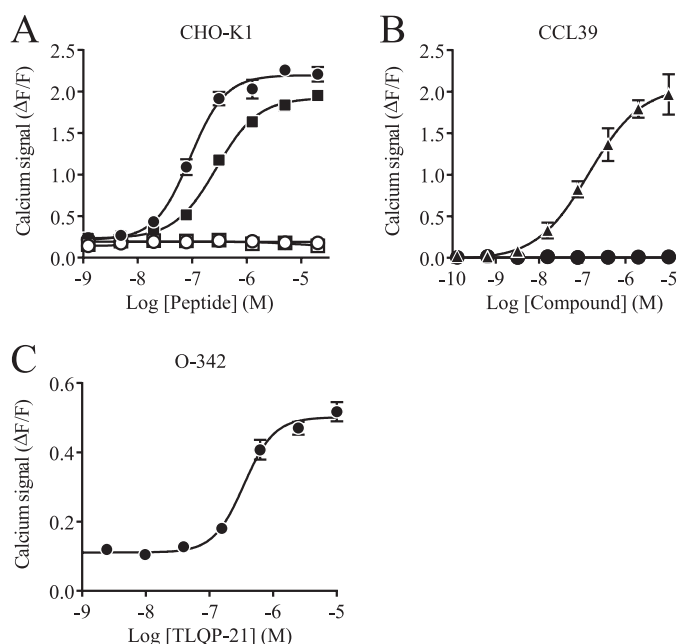 A
CHO-K1
Calcium signal (ΔF/F)
2.5
2.0
1.5
1.0
0.5
0.0
-9 -8 -7 -6 -5
Log [Peptide] (M)
B
CCL39
Calcium signal (ΔF/F)
2.5
2.0
1.5
1.0
0.5
0.0
-10 -9 -8 -7 -6 -5
Log [Compound] (M)
C
O-342
Calcium signal (ΔF/F)
0.6
0.4
0.2
0.0
-9 -8 -7 -6 -5
Log [TLQP-21] (M)